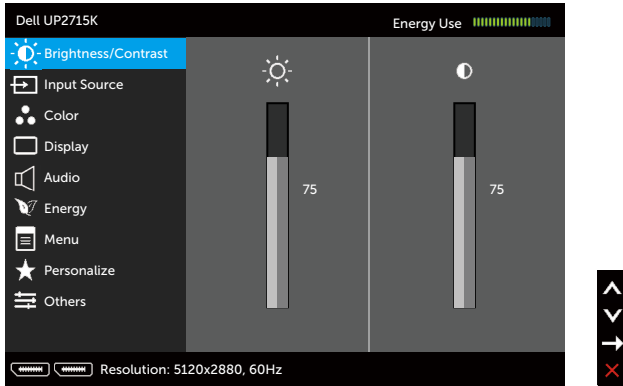 Dell UP2715K
Energy Use
Brightness/Contrast
Input Source
Color
Display
Audio
Energy
Menu
Personalize
Others
75
75
Resolution: 5120x2880, 60Hz